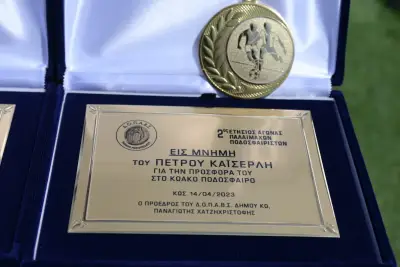 Δ.Ο.Π.Α.Β.Σ.
2ος ΕΤΗΣΙΟΣ ΑΓΩΝΑΣ
ΠΑΛΑΙΜΑΧΩΝ
ΠΟΔΟΣΦΑΙΡΙΣΤΩΝ
ΕΙΣ ΜΝΗΜΗ
ΤΟΥ ΠΕΤΡΟΥ ΚΑΪΣΕΡΛΗ
ΓΙΑ ΤΗΝ ΠΡΟΣΦΟΡΑ ΤΟΥ
ΣΤΟ ΚΩΑΚΟ ΠΟΔΟΣΦΑΙΡΟ
ΚΩΣ 14/04/2023
Ο ΠΡΟΕΔΡΟΣ ΤΟΥ Δ.Ο.Π.Α.Β.Σ. ΔΗΜΟΥ ΚΩ
ΠΑΝΑΓΙΩΤΗΣ ΧΑΤΖΗΧΡΙΣΤΟΦΗΣ